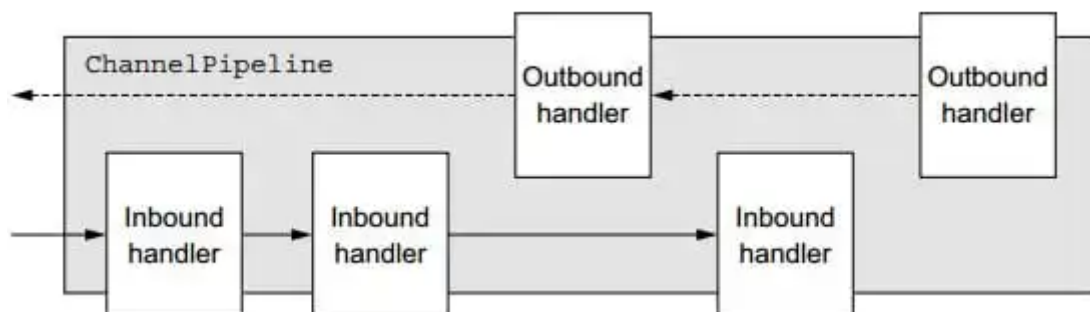 ChannelPipeline
Outbound
handler
Outbound
handler
Inbound
handler
Inbound
handler
Inbound
handler